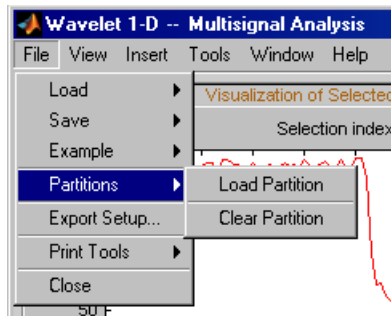 Wavelet 1-D -- Multisignal Analysis
File View Insert Tools Window Help
Load
Visualization of Selected
Save
Selection index
Example
Partitions
Load Partition
Export Setup...
Clear Partition
Print Tools
Close
50